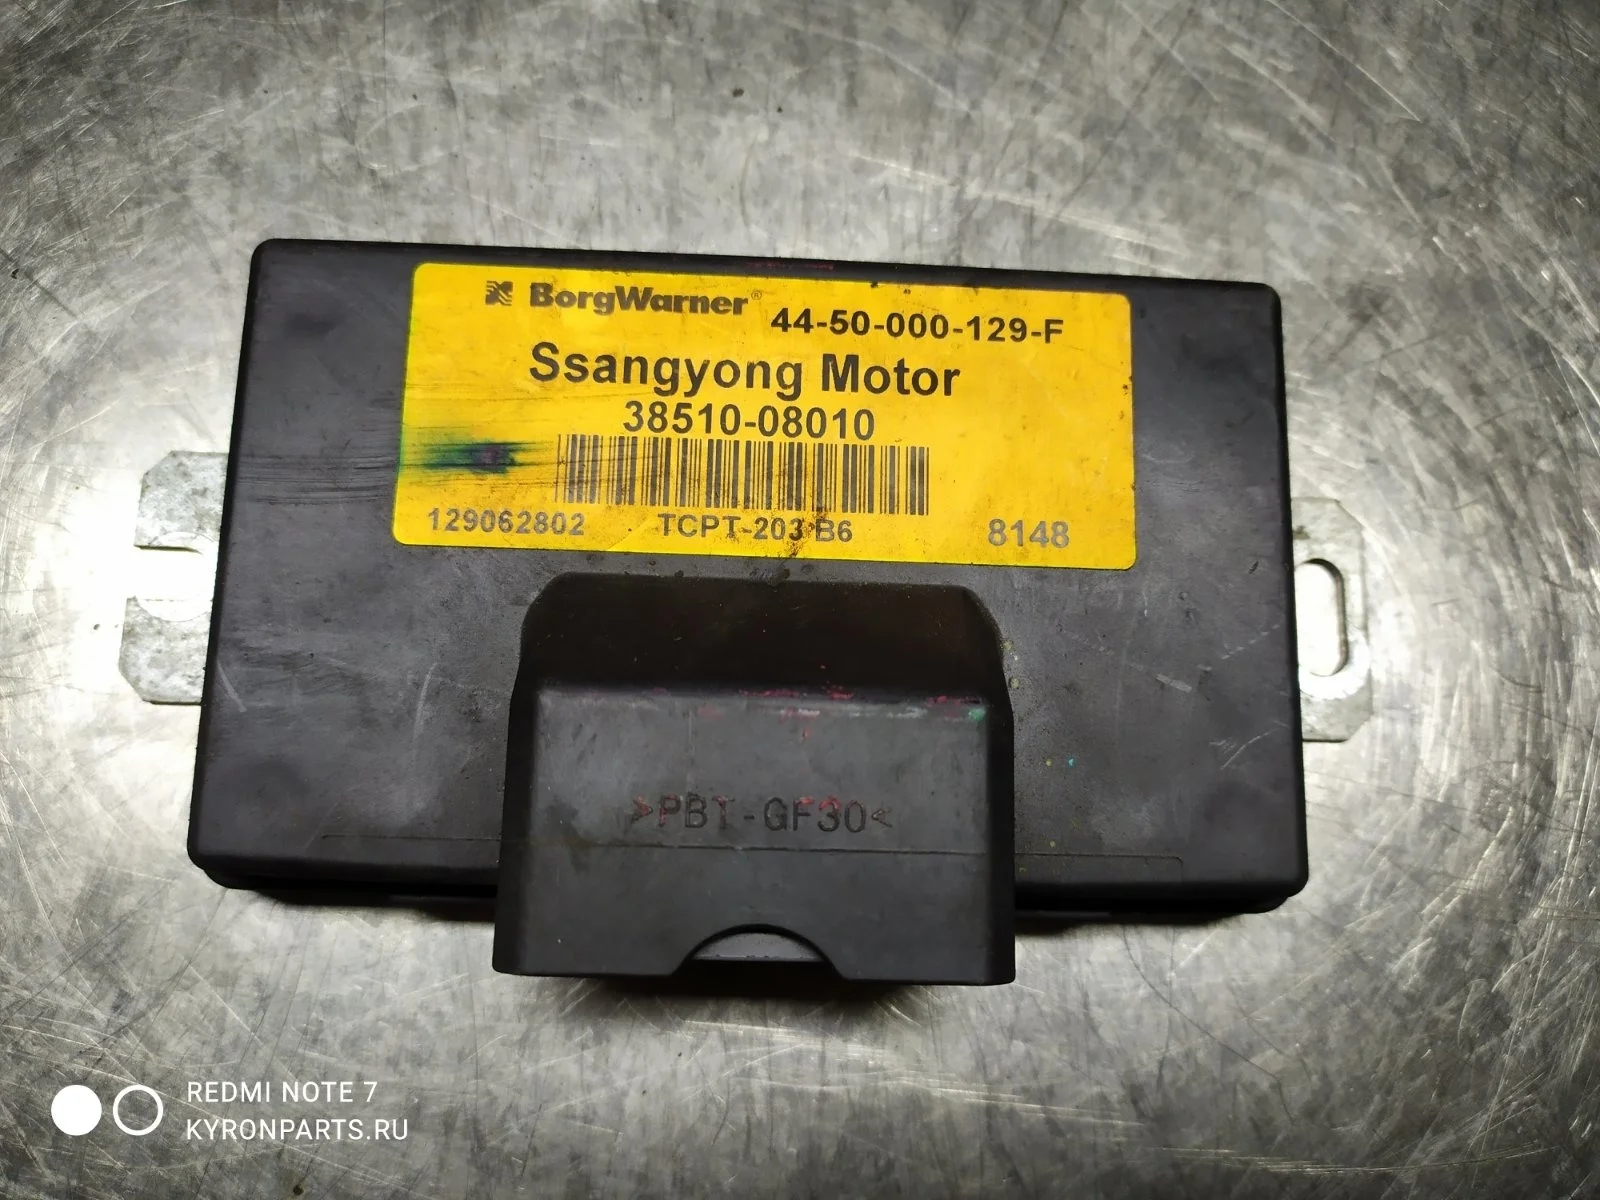 BorgWarner® 44-50-000-129-F
Ssangyong Motor
38510-08010
129062802 TCPT-203 B6 8148
>PBT-GF30<
REDMI NOTE 7
KYRONPARTS.RU